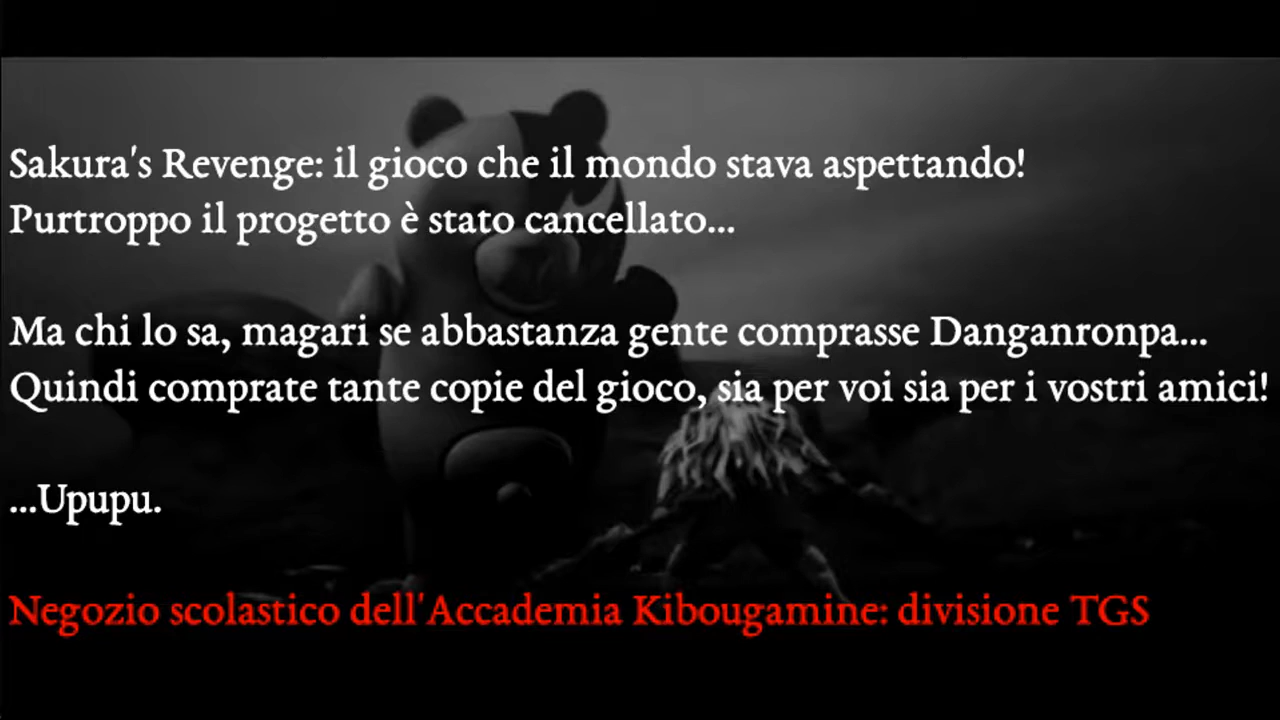 Sakura's Revenge: il gioco che il mondo stava aspettando!
Purtroppo il progetto è stato cancellato...
Ma chi lo sa, magari se abbastanza gente comprasse Danganronpa...
Quindi comprate tante copie del gioco, sia per voi sia per i vostri amici!
...Upupu.
Negozio scolastico dell'Accademia Kibougamine: divisione TGS